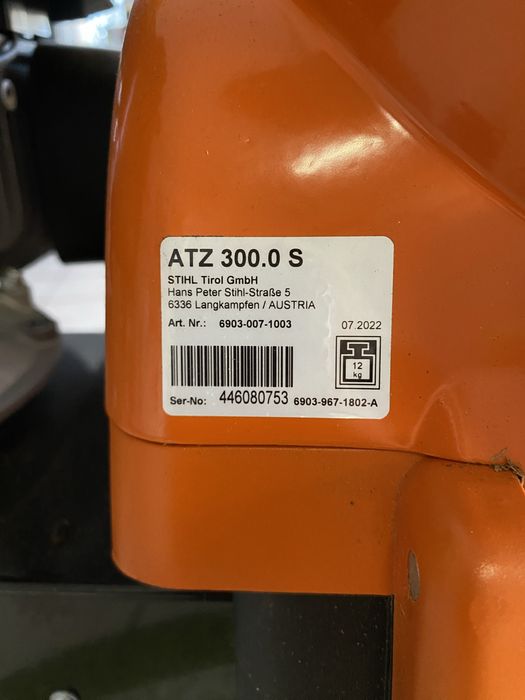 ATZ 300.0 S
STIHL Tirol GmbH
Hans Peter Stihl-Straße 5
6336 Langkampfen / AUSTRIA
Art. Nr.: 6903-007-1003 07.2022
12
kg
Ser-No: 446080753 6903-967-1802-A